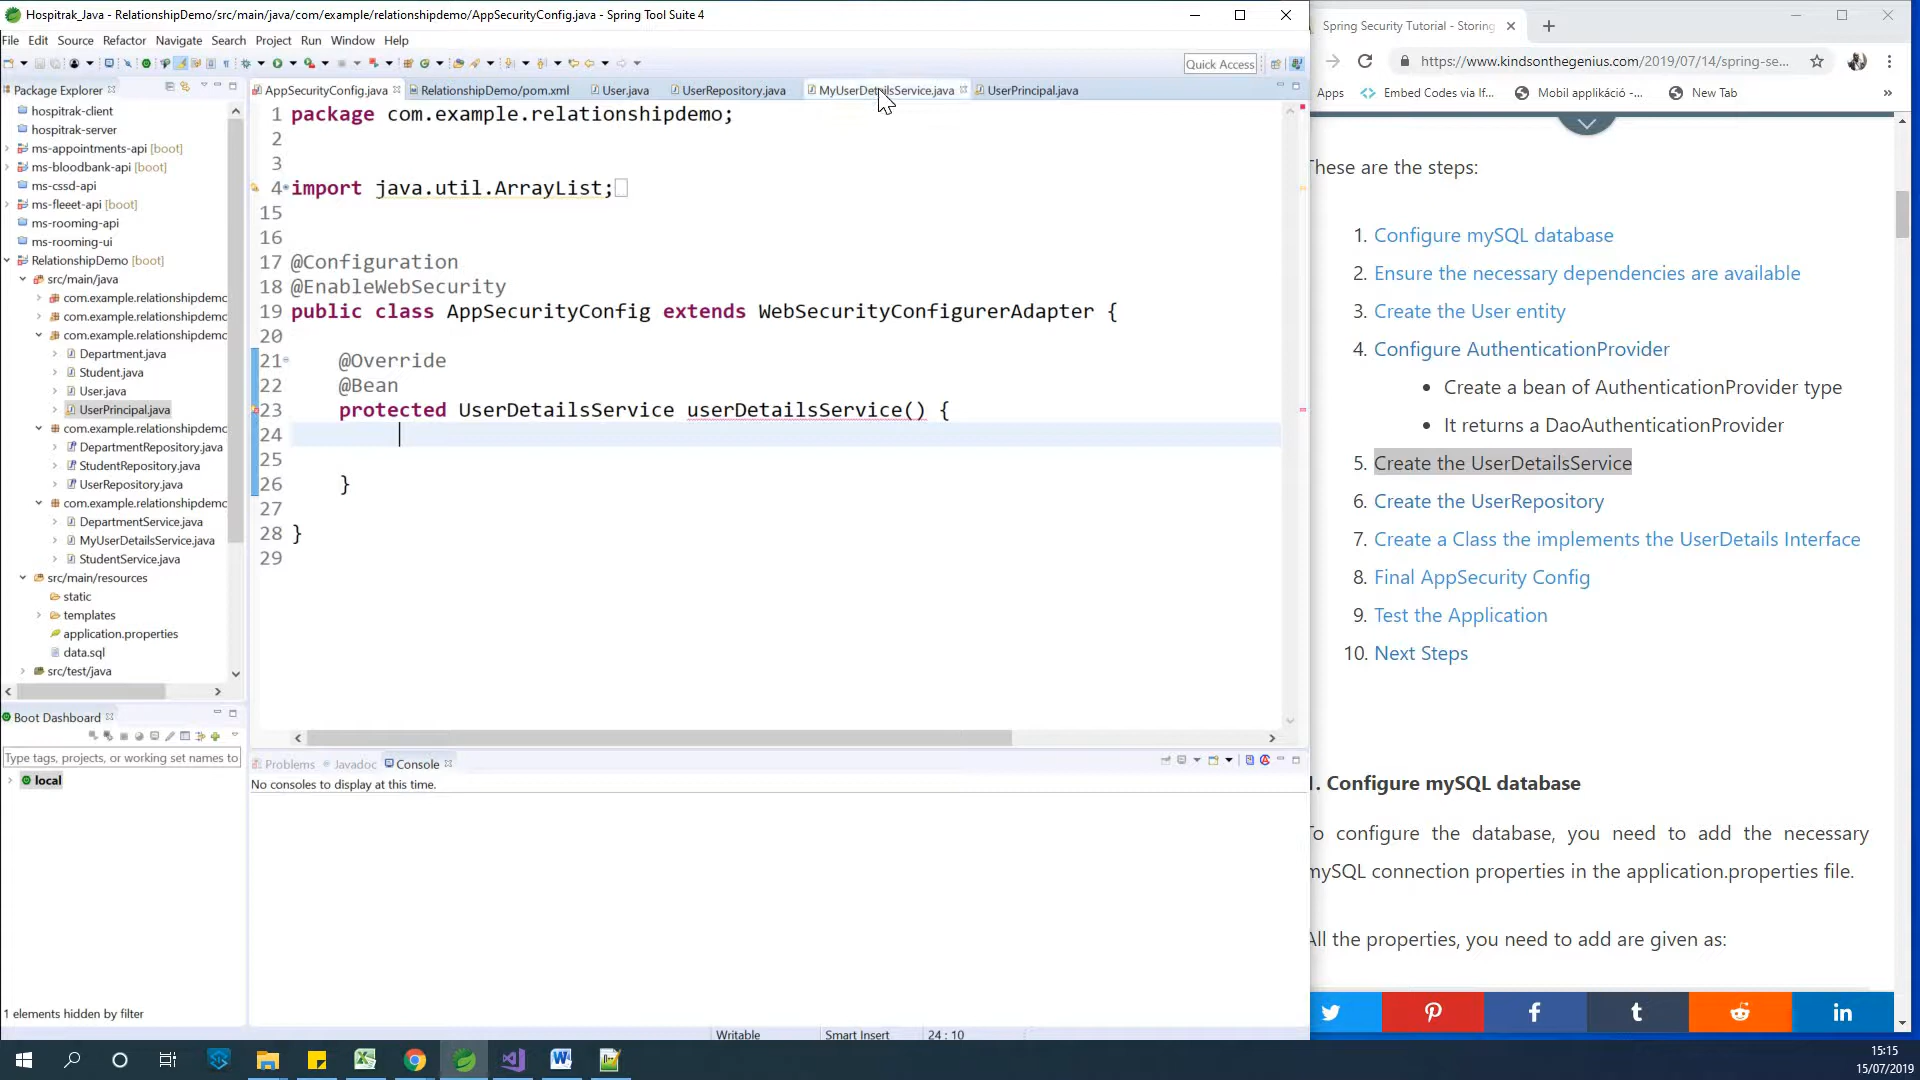 Hospitrak_Java - RelationshipDemo/src/main/java/com/example/relationshipdemo/AppSecurityConfig.java - Spring Tool Suite 4
File Edit Source Refactor Navigate Search Project Run Window Help
Quick Access
Package Explorer
hospitrak-client
hospitrak-server
ms-appointments-api [boot]
ms-bloodbank-api [boot]
ms-cssd-api
ms-fleeet-api [boot]
ms-rooming-api
ms-rooming-ui
RelationshipDemo [boot]
src/main/java
com.example.relationshipdemo
com.example.relationshipdemo
com.example.relationshipdemo
Department.java
Student.java
User.java
UserPrincipal.java
com.example.relationshipdemo
DepartmentRepository.java
StudentRepository.java
UserRepository.java
com.example.relationshipdemo
DepartmentService.java
MyUserDetailsService.java
StudentService.java
src/main/resources
static
templates
application.properties
data.sql
src/test/java
Boot Dashboard
Type tags, projects, or working set names to
local
1 elements hidden by filter
AppSecurityConfig.java RelationshipDemo/pom.xml User.java UserRepository.java MyUserDetailsService.java UserPrincipal.java
1 package com.example.relationshipdemo;
2
3
4 import java.util.ArrayList;
15
16
17 @Configuration
18 @EnableWebSecurity
19 public class AppSecurityConfig extends WebSecurityConfigurerAdapter {
20
21 @Override
22 @Bean
23 protected UserDetailsService userDetailsService() {
24
25
26 }
27
28 }
29
Problems Javadoc Console
No consoles to display at this time.
Writable Smart Insert 24 : 10
Spring Security Tutorial - Storing
https://www.kindsonthegenius.com/2019/07/14/spring-se...
Apps Embed Codes via If... Mobil applikáció -... New Tab »
These are the steps:
1. Configure mySQL database
2. Ensure the necessary dependencies are available
3. Create the User entity
4. Configure AuthenticationProvider
• Create a bean of AuthenticationProvider type
• It returns a DaoAuthenticationProvider
5. Create the UserDetailsService
6. Create the UserRepository
7. Create a Class the implements the UserDetails Interface
8. Final AppSecurity Config
9. Test the Application
10. Next Steps
1. Configure mySQL database
To configure the database, you need to add the necessary
mySQL connection properties in the application.properties file.
All the properties, you need to add are given as:
15:15
15/07/2019